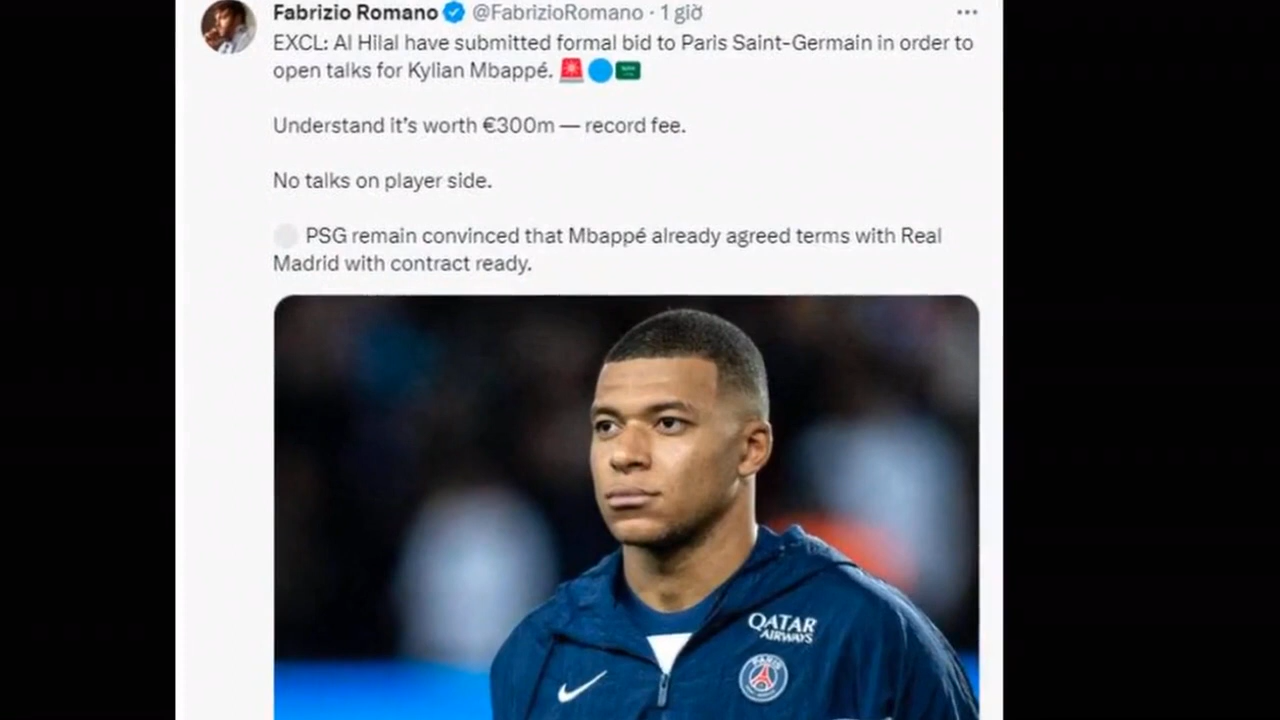 Fabrizio Romano @FabrizioRomano · 1 giờ
EXCL: Al Hilal have submitted formal bid to Paris Saint-Germain in order to
open talks for Kylian Mbappé. 🚨🔵🇸🇦
Understand it's worth €300m — record fee.
No talks on player side.
⚪️ PSG remain convinced that Mbappé already agreed terms with Real
Madrid with contract ready.
QATAR
AIRWAYS
PARIS